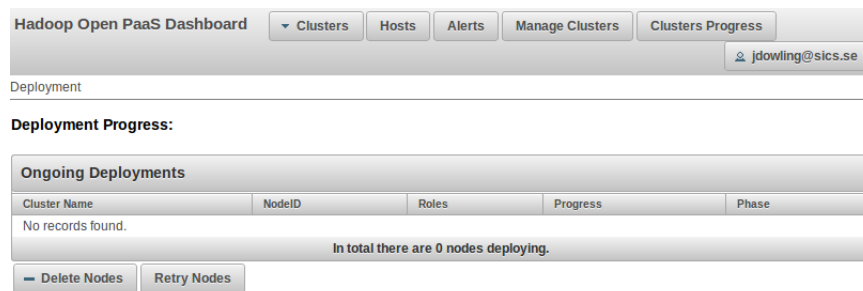 Hadoop Open PaaS Dashboard Clusters Hosts Alerts Manage Clusters Clusters Progress
jdowling@sics.se
Deployment
Deployment Progress:
Ongoing Deployments
Cluster Name NodeID Roles Progress Phase
No records found.
In total there are 0 nodes deploying.
Delete Nodes Retry Nodes